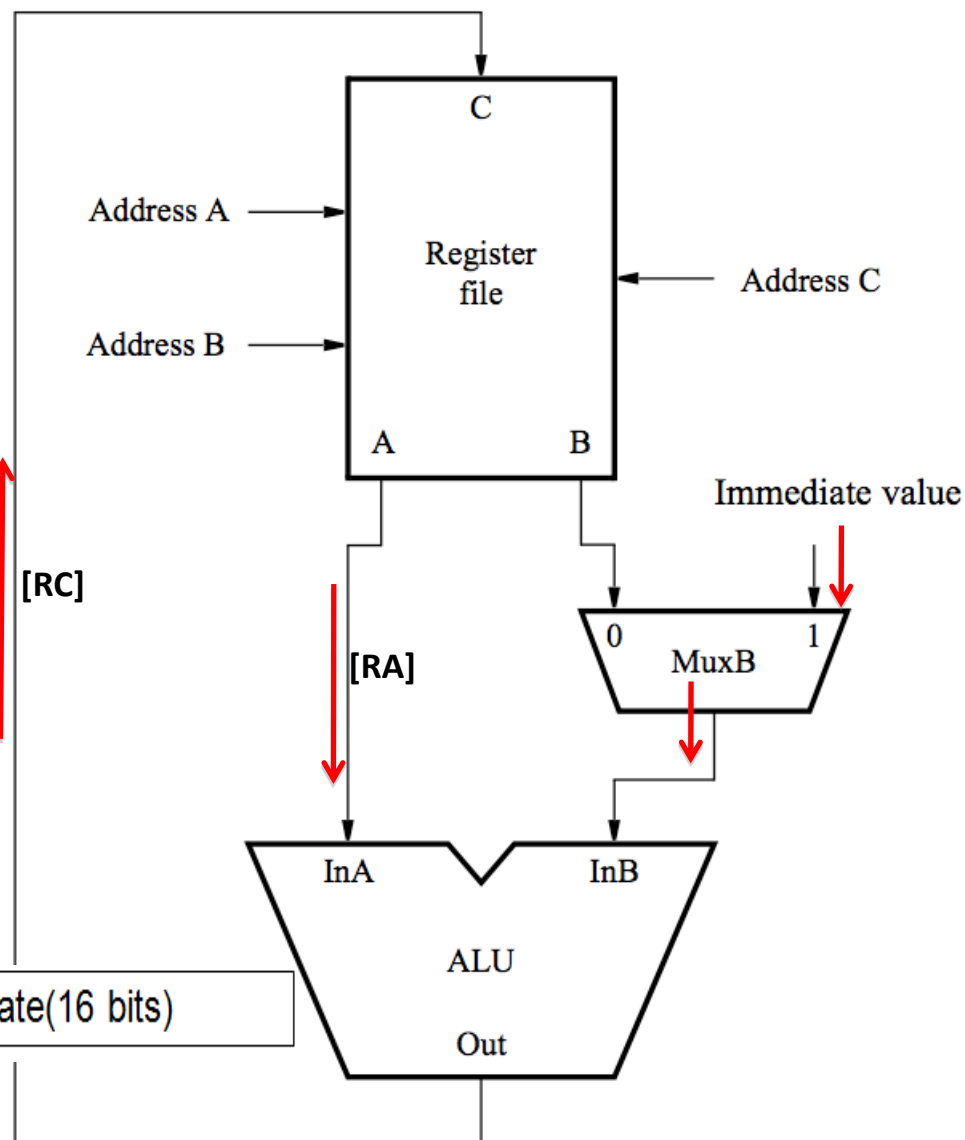 C
Address A
Register
file
Address C
Address B
A
B
Immediate value
[RC]
0
1
[RA]
MuxB
InA
InB
ALU
ate(16 bits)
Out